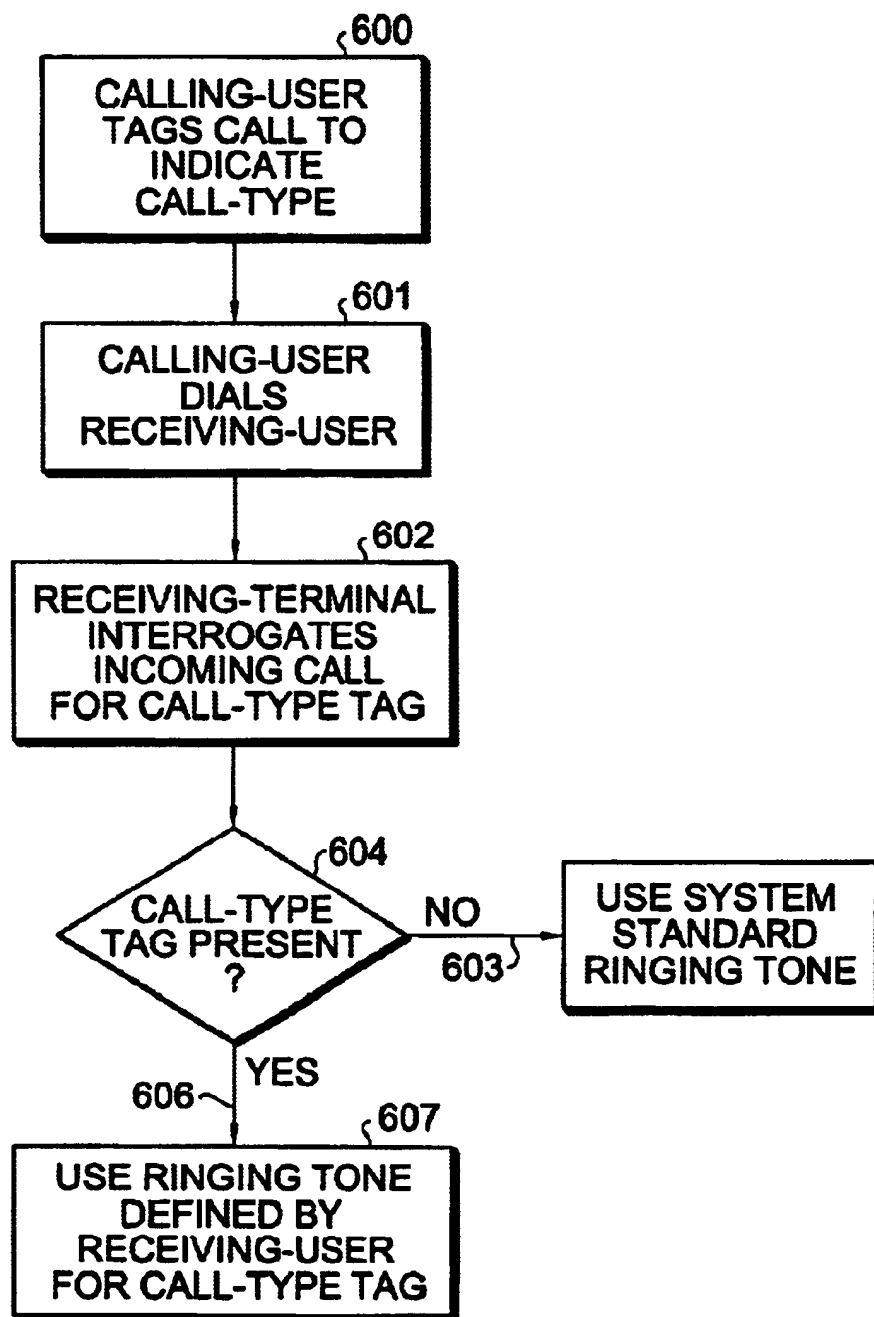 600
CALLING-USER
TAGS CALL TO
INDICATE
CALL-TYPE
601
CALLING-USER
DIALS
RECEIVING-USER
602
RECEIVING-TERMINAL
INTERROGATES
INCOMING CALL
FOR CALL-TYPE TAG
604
CALL-TYPE
TAG PRESENT
?
NO
603
USE SYSTEM
STANDARD
RINGING TONE
YES
606
607
USE RINGING TONE
DEFINED BY
RECEIVING-USER
FOR CALL-TYPE TAG